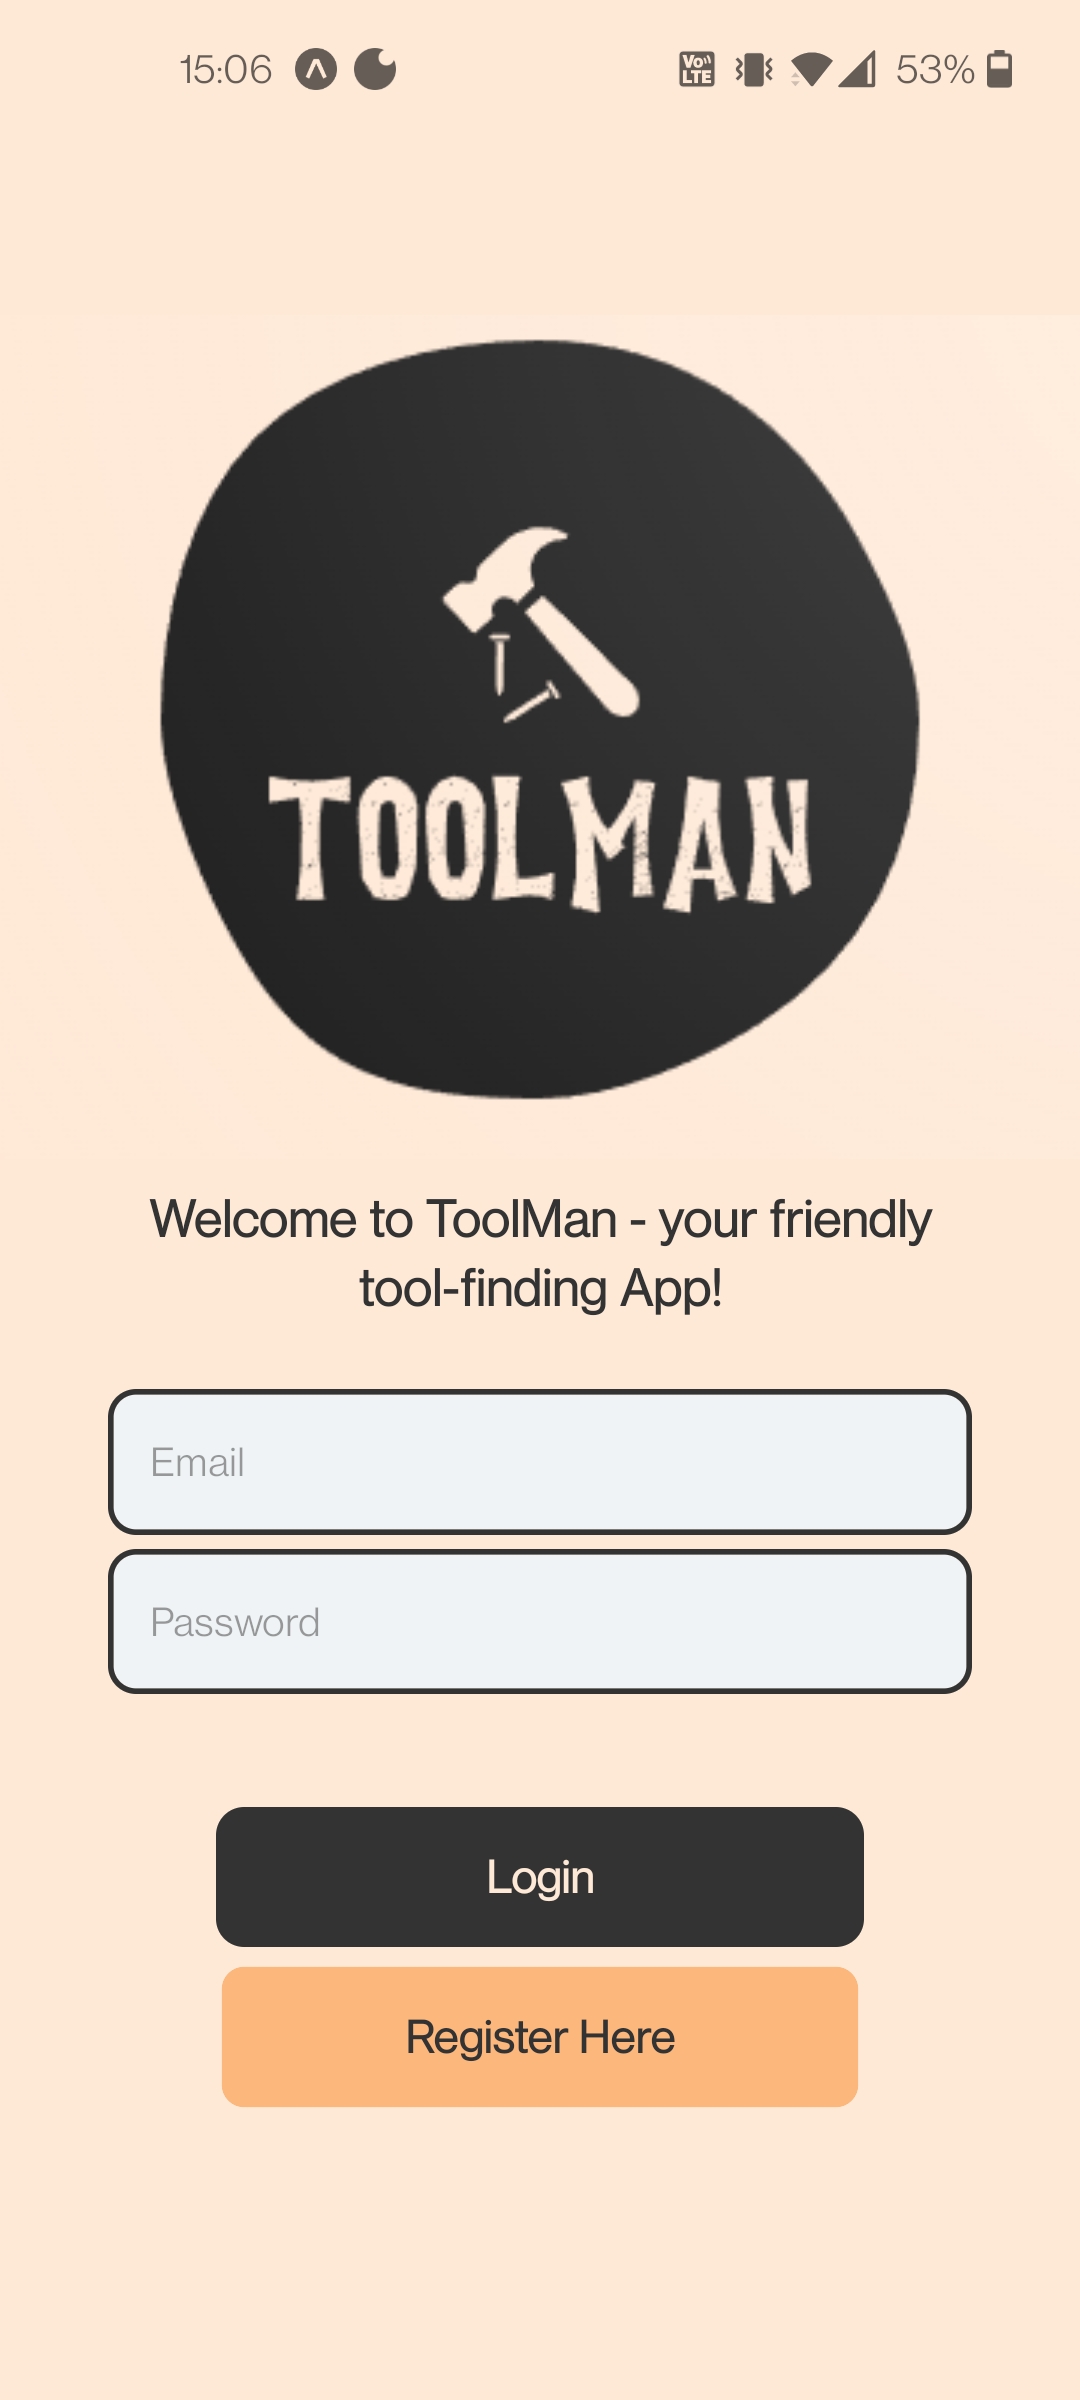 15:06
Vo LTE 53%
TOOLMAN
Welcome to ToolMan - your friendly
tool-finding App!
Email
Password
Login
Register Here